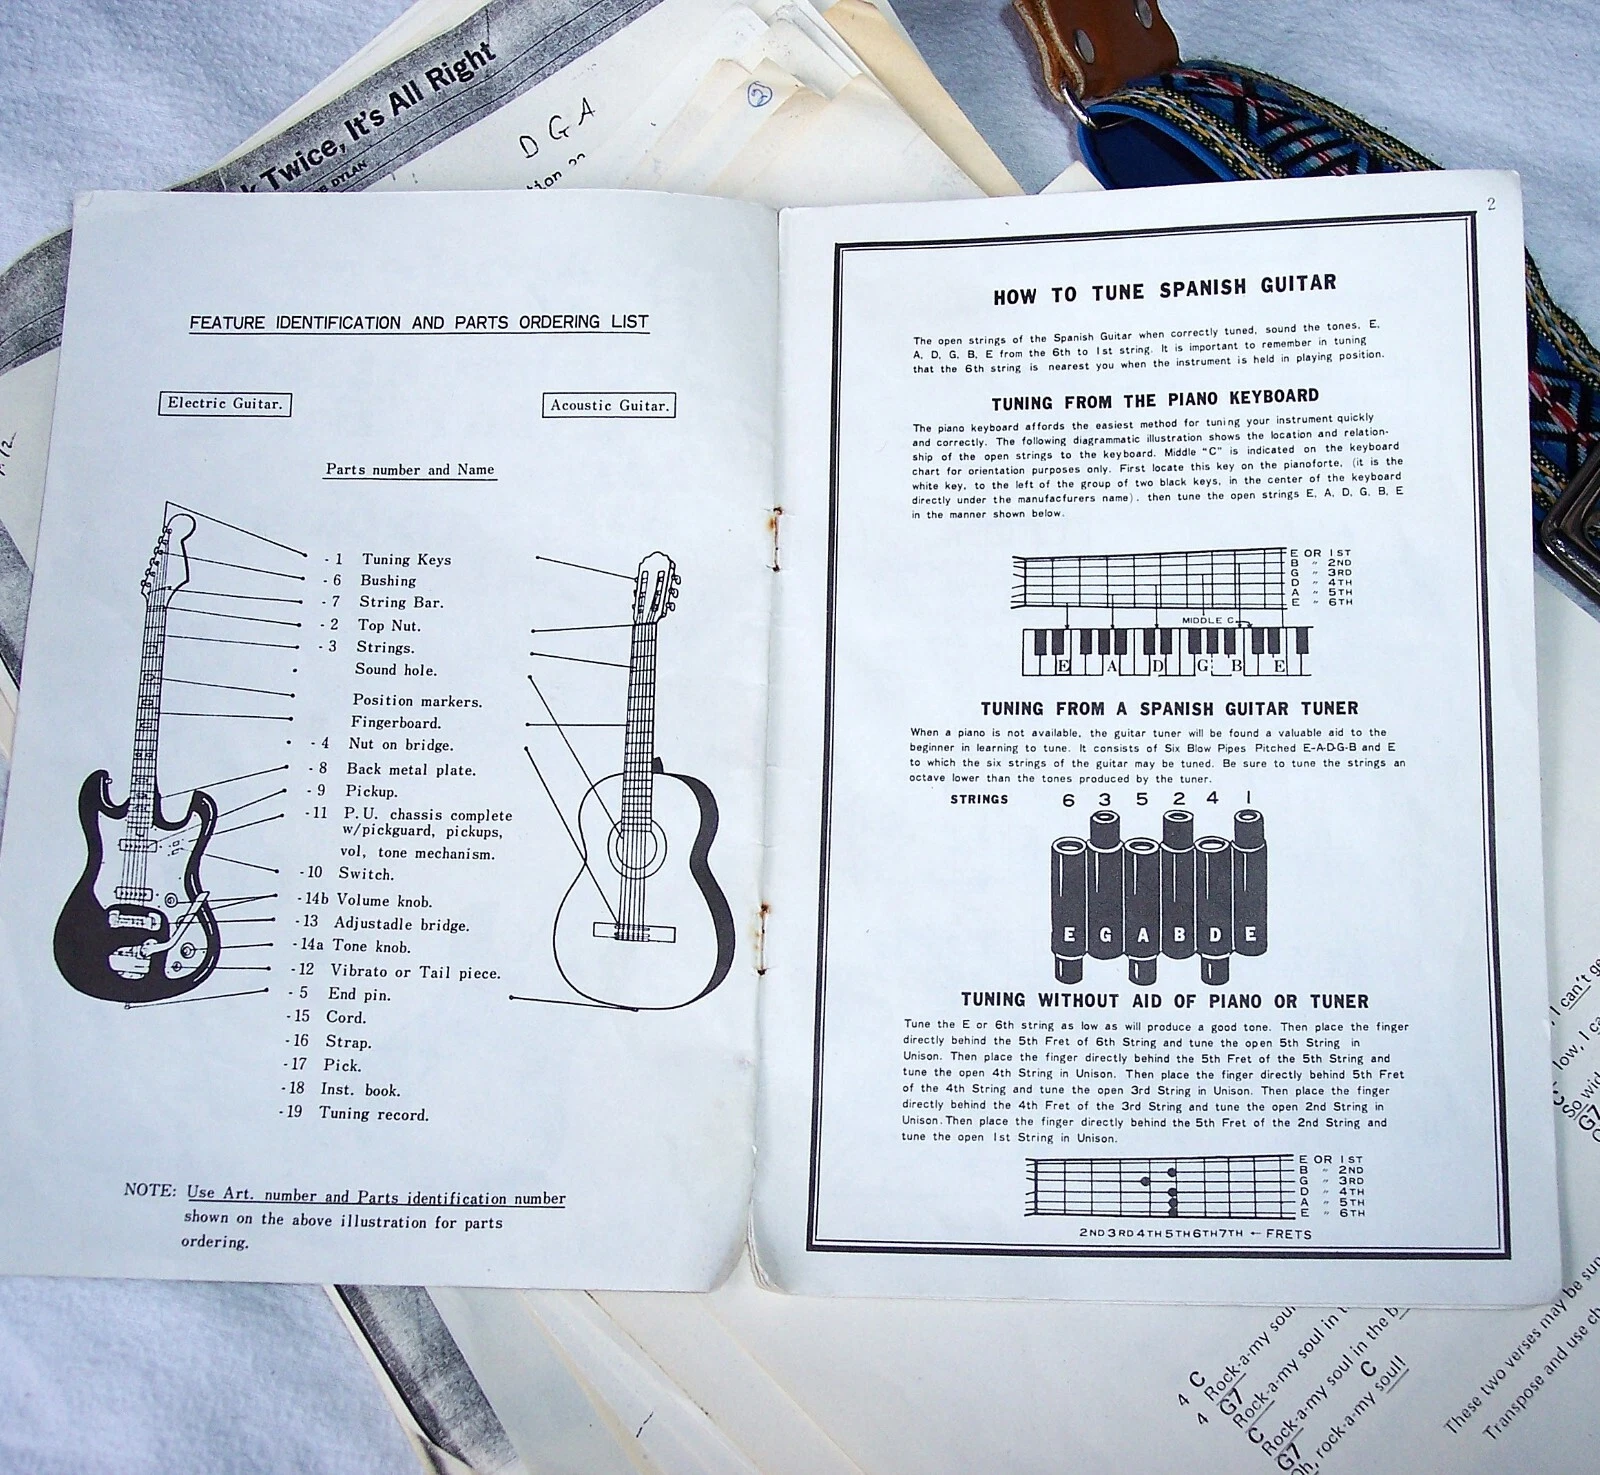 Twice, It's All Right
DYLAN
D G A
2
FEATURE IDENTIFICATION AND PARTS ORDERING LIST
Electric Guitar.
Acoustic Guitar.
Parts number and Name
- 1 Tuning Keys
- 6 Bushing
- 7 String Bar.
- 2 Top Nut.
- 3 Strings.
Sound hole.
Position markers.
Fingerboard.
- 4 Nut on bridge.
- 8 Back metal plate.
- 9 Pickup.
-11 P.U. chassis complete
w/pickguard, pickups,
vol, tone mechanism.
-10 Switch.
-14b Volume knob.
-13 Adjustadle bridge.
-14a Tone knob.
-12 Vibrato or Tail piece.
- 5 End pin.
-15 Cord.
-16 Strap.
-17 Pick.
-18 Inst. book.
-19 Tuning record.
NOTE: Use Art. number and Parts identification number
shown on the above illustration for parts
ordering.
2
HOW TO TUNE SPANISH GUITAR
The open strings of the Spanish Guitar when correctly tuned, sound the tones, E,
A, D, G, B, E from the 6th to 1st string. It is important to remember in tuning
that the 6th string is nearest you when the instrument is held in playing position.
TUNING FROM THE PIANO KEYBOARD
The piano keyboard affords the easiest method for tuning your instrument quickly
and correctly. The following diagrammatic illustration shows the location and relation-
ship of the open strings to the keyboard. Middle "C" is indicated on the keyboard
chart for orientation purposes only. First locate this key on the pianoforte, (it is the
white key, to the left of the group of two black keys, in the center of the keyboard
directly under the manufacfurers name), then tune the open strings E, A, D, G, B, E
in the manner shown below.
E OR 1ST
B " 2ND
G " 3RD
D " 4TH
A " 5TH
E " 6TH
MIDDLE C
E A D G B E
TUNING FROM A SPANISH GUITAR TUNER
When a piano is not available, the guitar tuner will be found a valuable aid to the
beginner in learning to tune. It consists of Six Blow Pipes Pitched E-A-D-G-B and E
to which the six strings of the guitar may be tuned. Be sure to tune the strings an
octave lower than the tones produced by the tuner.
STRINGS 6 3 5 2 4 1
E G A B D E
TUNING WITHOUT AID OF PIANO OR TUNER
Tune the E or 6th string as low as will produce a good tone. Then place the finger
directly behind the 5th Fret of 6th String and tune the open 5th String in
Unison. Then place the finger directly behind the 5th Fret of the 5th String and
tune the open 4th String in Unison. Then place the finger directly behind 5th Fret
of the 4th String and tune the open 3rd String in Unison. Then place the finger
directly behind the 4th Fret of the 3rd String and tune the open 2nd String in
Unison. Then place the finger directly behind the 5th Fret of the 2nd String and
tune the open 1st String in Unison.
E OR 1ST
B " 2ND
G " 3RD
D " 4TH
A " 5TH
E " 6TH
2ND 3RD 4TH 5TH 6TH 7TH ← FRETS
I can't
low, I
So
G7
4 C
Rock-a-my soul
4 G7
Rock-a-my soul in
C
Rock-a-my soul in the
G7 C
Oh, rock-a-my soul!
These two verses may be
Transpose and use